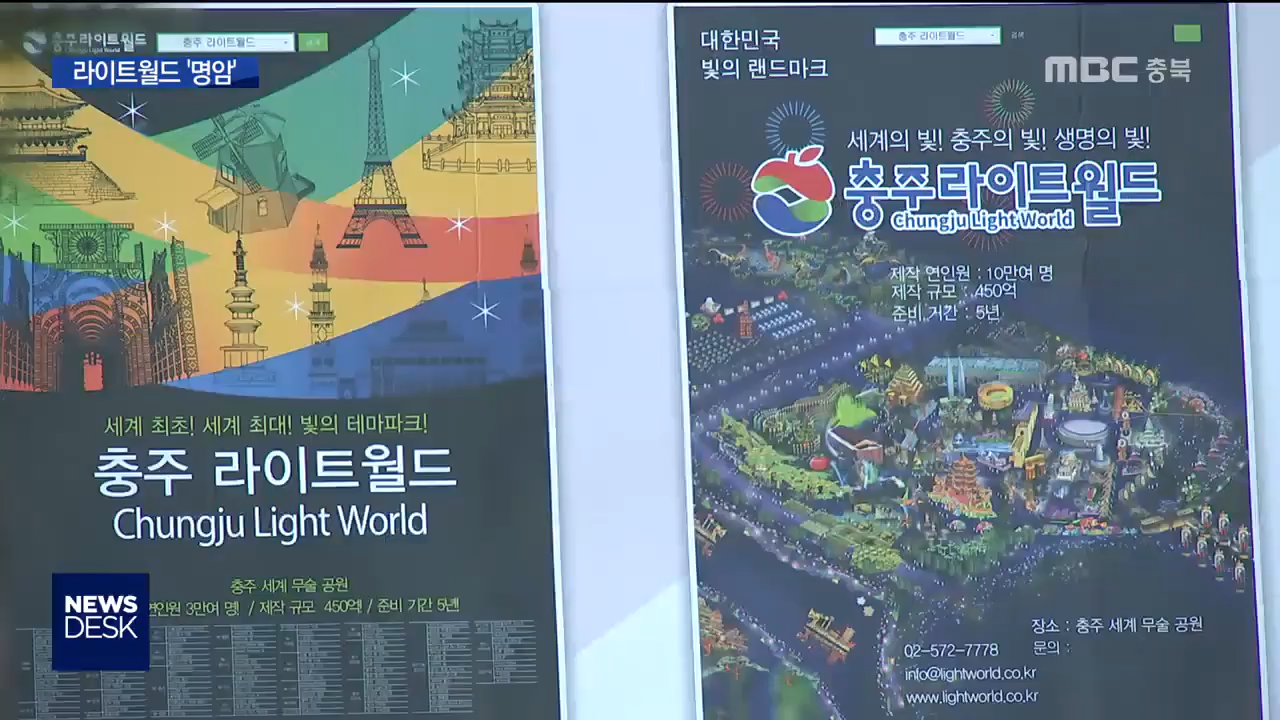 충주 라이트월드
Light World
충주 라이트월드
라이트월드 '명암'
세계 최초! 세계 최대! 빛의 테마파크!
충주 라이트월드
Chungju Light World
충주 세계 무술 공원
연인원 3만여 명! / 제작 규모 450억! / 준비 기간 5년!
NEWS
DESK
대한민국
빛의 랜드마크
충주 라이트월드
검색
MBC 충북
세계의 빛! 충주의 빛! 생명의 빛!
충주라이트월드
Chungju Light World
제작 연인원 : 10만여 명
제작 규모 : 450억
준비 기간 : 5년
장소 : 충주 세계 무술 공원
문의 :
02-572-7778
info@lightworld.co.kr
www.lightworld.co.kr